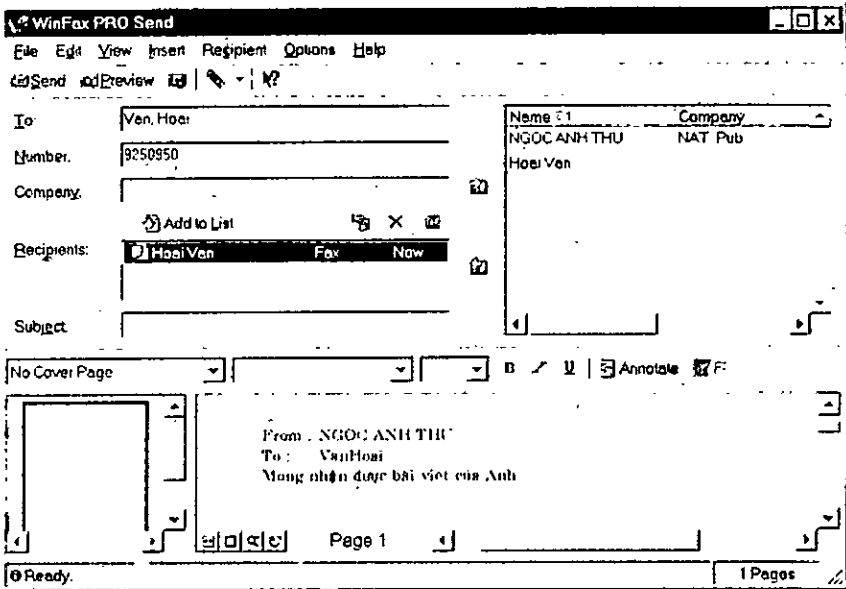 WinFax PRO Send
File Edit View Insert Recipient Options Help
Send Preview
To: Van, Hoai
Number: 9250950
Company:
Add to List
Recipients: Hoai Van Fax Now
Subject
Name Company
NGOC ANH THU NAT Pub
Hoai Van
No Cover Page
B I U Annotate
From : NGOC ANH THU
To : VanHoai
Mong nhận được bài viết của Anh
Page 1
Ready.
1 Pages